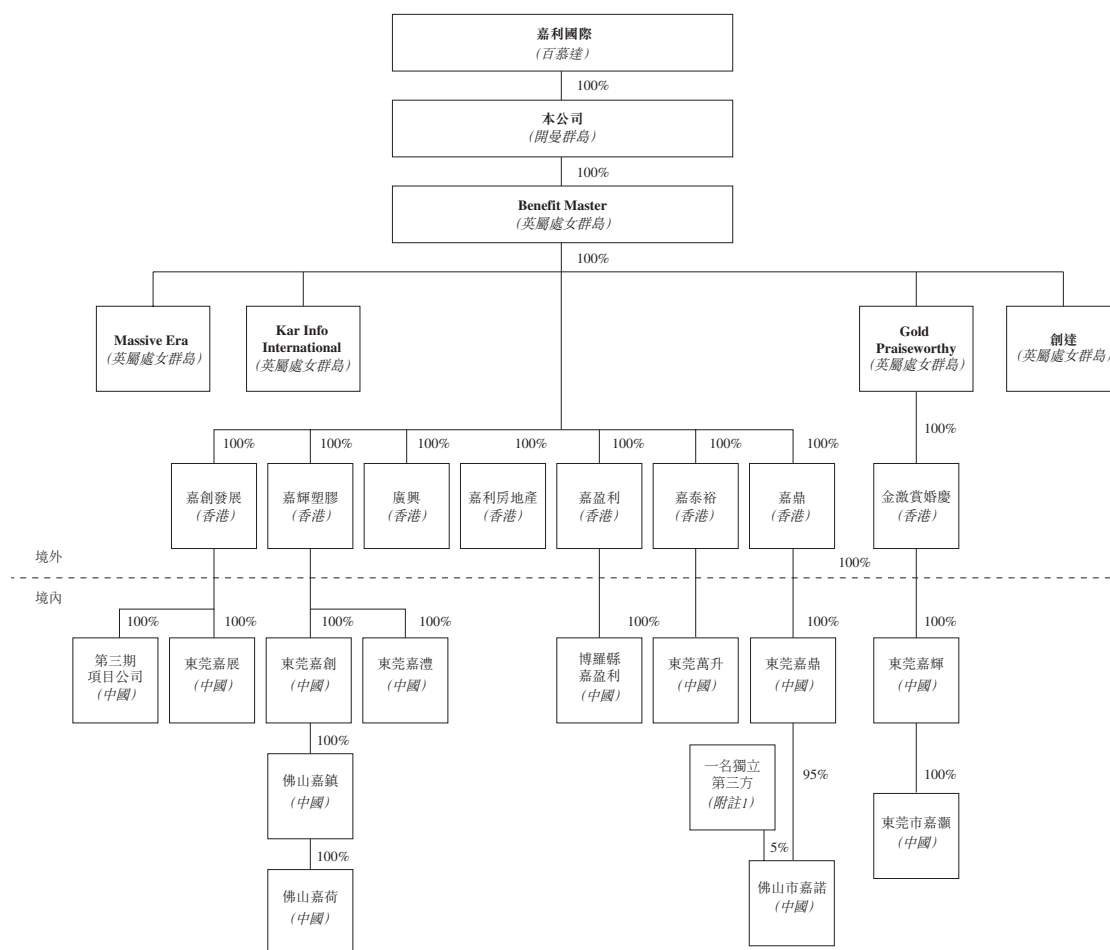 嘉利國際
(百慕達)
100%
本公司
(開曼群島)
100%
Benefit Master
(英屬處女群島)
100%
Massive Era
(英屬處女群島)
Kar Info
International
(英屬處女群島)
Gold
Praiseworthy
(英屬處女群島)
創達
(英屬處女群島)
100%
100%
100%
100%
100%
100%
100%
100%
嘉創發展
(香港)
嘉輝塑膠
(香港)
廣興
(香港)
嘉利房地產
(香港)
嘉盈利
(香港)
嘉泰裕
(香港)
嘉鼎
(香港)
金激賞婚慶
(香港)
境外
100%
境內
100%
100%
100%
100%
100%
100%
100%
100%
第三期
項目公司
(中國)
東莞嘉展
(中國)
東莞嘉創
(中國)
東莞嘉澧
(中國)
博羅縣
嘉盈利
(中國)
東莞萬升
(中國)
東莞嘉鼎
(中國)
東莞嘉輝
(中國)
100%
佛山嘉鎮
(中國)
一名獨立
第三方
(附註1)
95%
100%
東莞市嘉灝
(中國)
100%
5%
佛山嘉荷
(中國)
佛山市嘉諾
(中國)